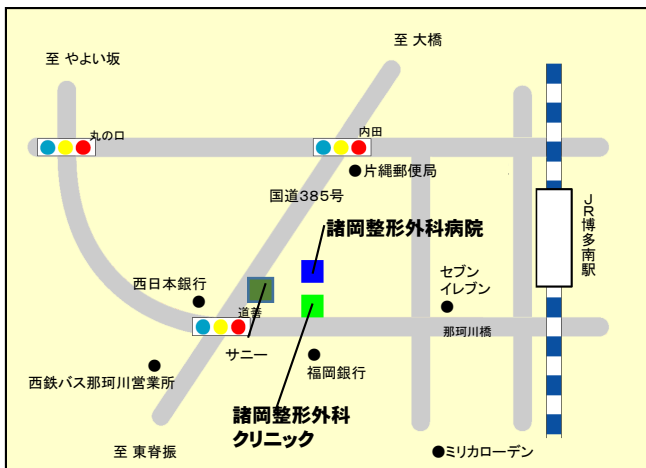 至 大橋
至 やよい坂
丸の口
内田
片縄郵便局
国道385号
JR博多南駅
諸岡整形外科病院
セブン
イレブン
西日本銀行
道善
那珂川橋
サニー
福岡銀行
西鉄バス那珂川営業所
諸岡整形外科
クリニック
至 東脊振
ミリカローデン